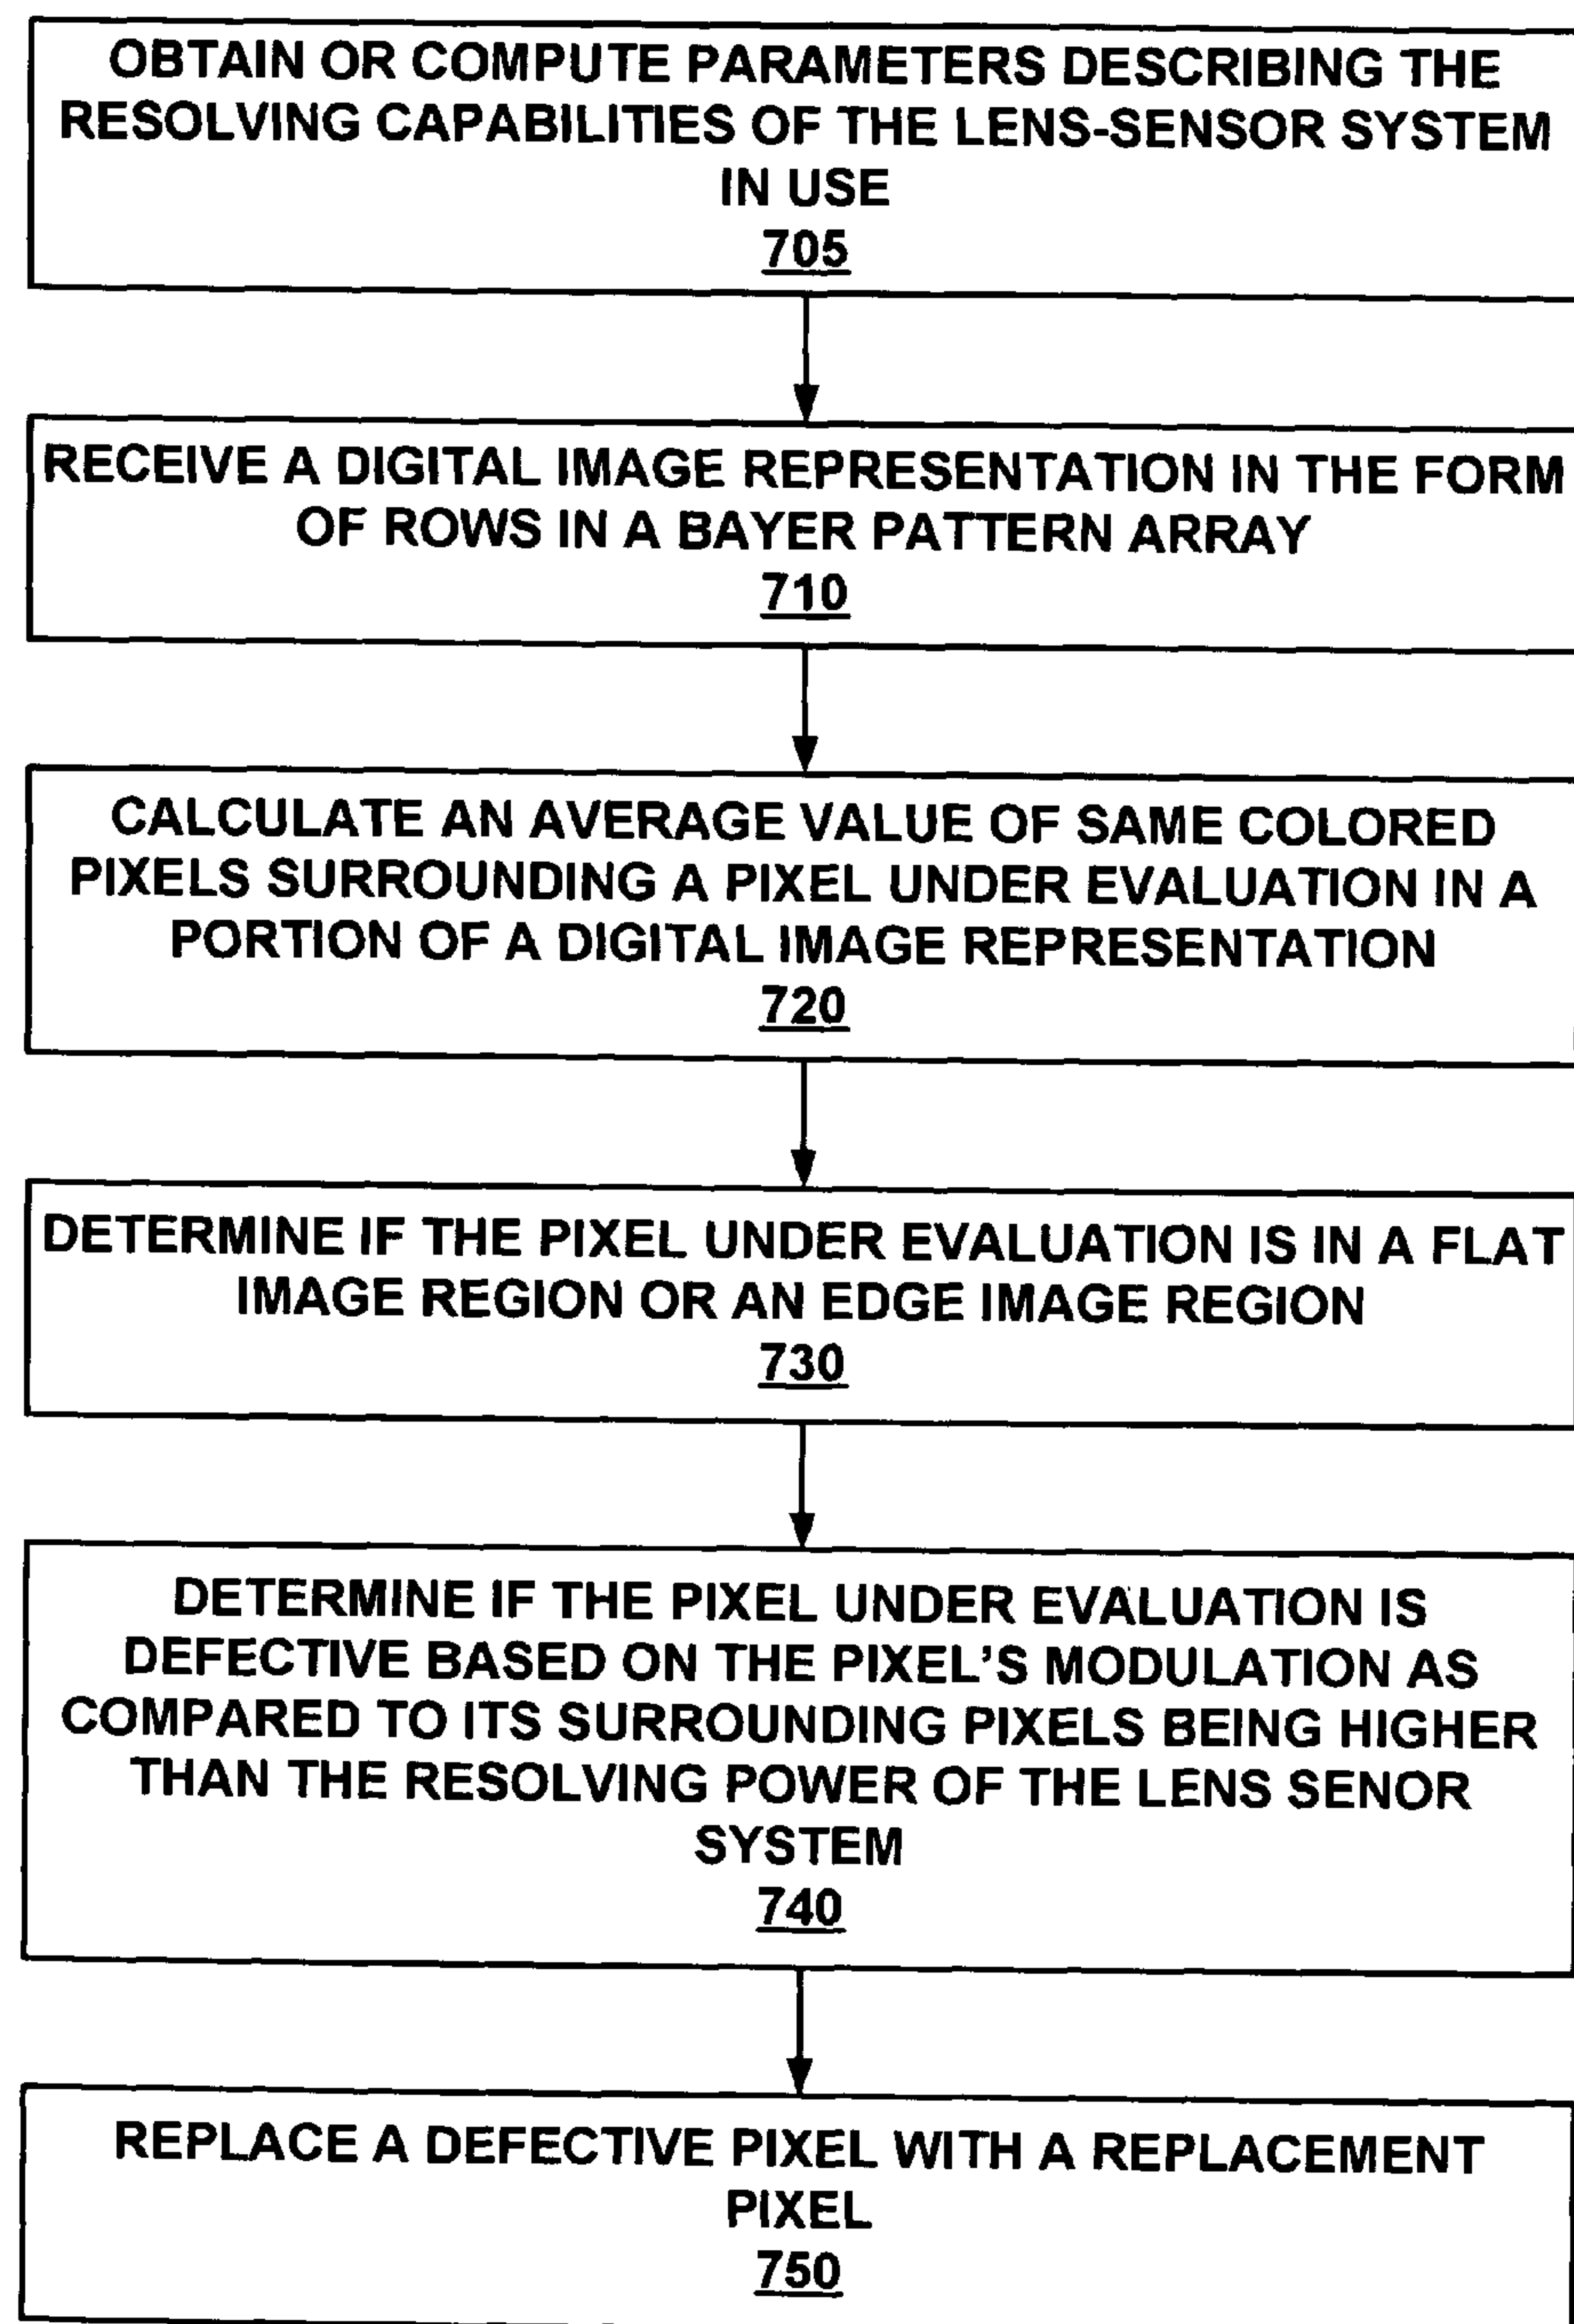 OBTAIN OR COMPUTE PARAMETERS DESCRIBING THE
RESOLVING CAPABILITIES OF THE LENS-SENSOR SYSTEM
IN USE
705
RECEIVE A DIGITAL IMAGE REPRESENTATION IN THE FORM
OF ROWS IN A BAYER PATTERN ARRAY
710
CALCULATE AN AVERAGE VALUE OF SAME COLORED
PIXELS SURROUNDING A PIXEL UNDER EVALUATION IN A
PORTION OF A DIGITAL IMAGE REPRESENTATION
720
DETERMINE IF THE PIXEL UNDER EVALUATION IS IN A FLAT
IMAGE REGION OR AN EDGE IMAGE REGION
730
DETERMINE IF THE PIXEL UNDER EVALUATION IS
DEFECTIVE BASED ON THE PIXEL'S MODULATION AS
COMPARED TO ITS SURROUNDING PIXELS BEING HIGHER
THAN THE RESOLVING POWER OF THE LENS SENOR
SYSTEM
740
REPLACE A DEFECTIVE PIXEL WITH A REPLACEMENT
PIXEL
750